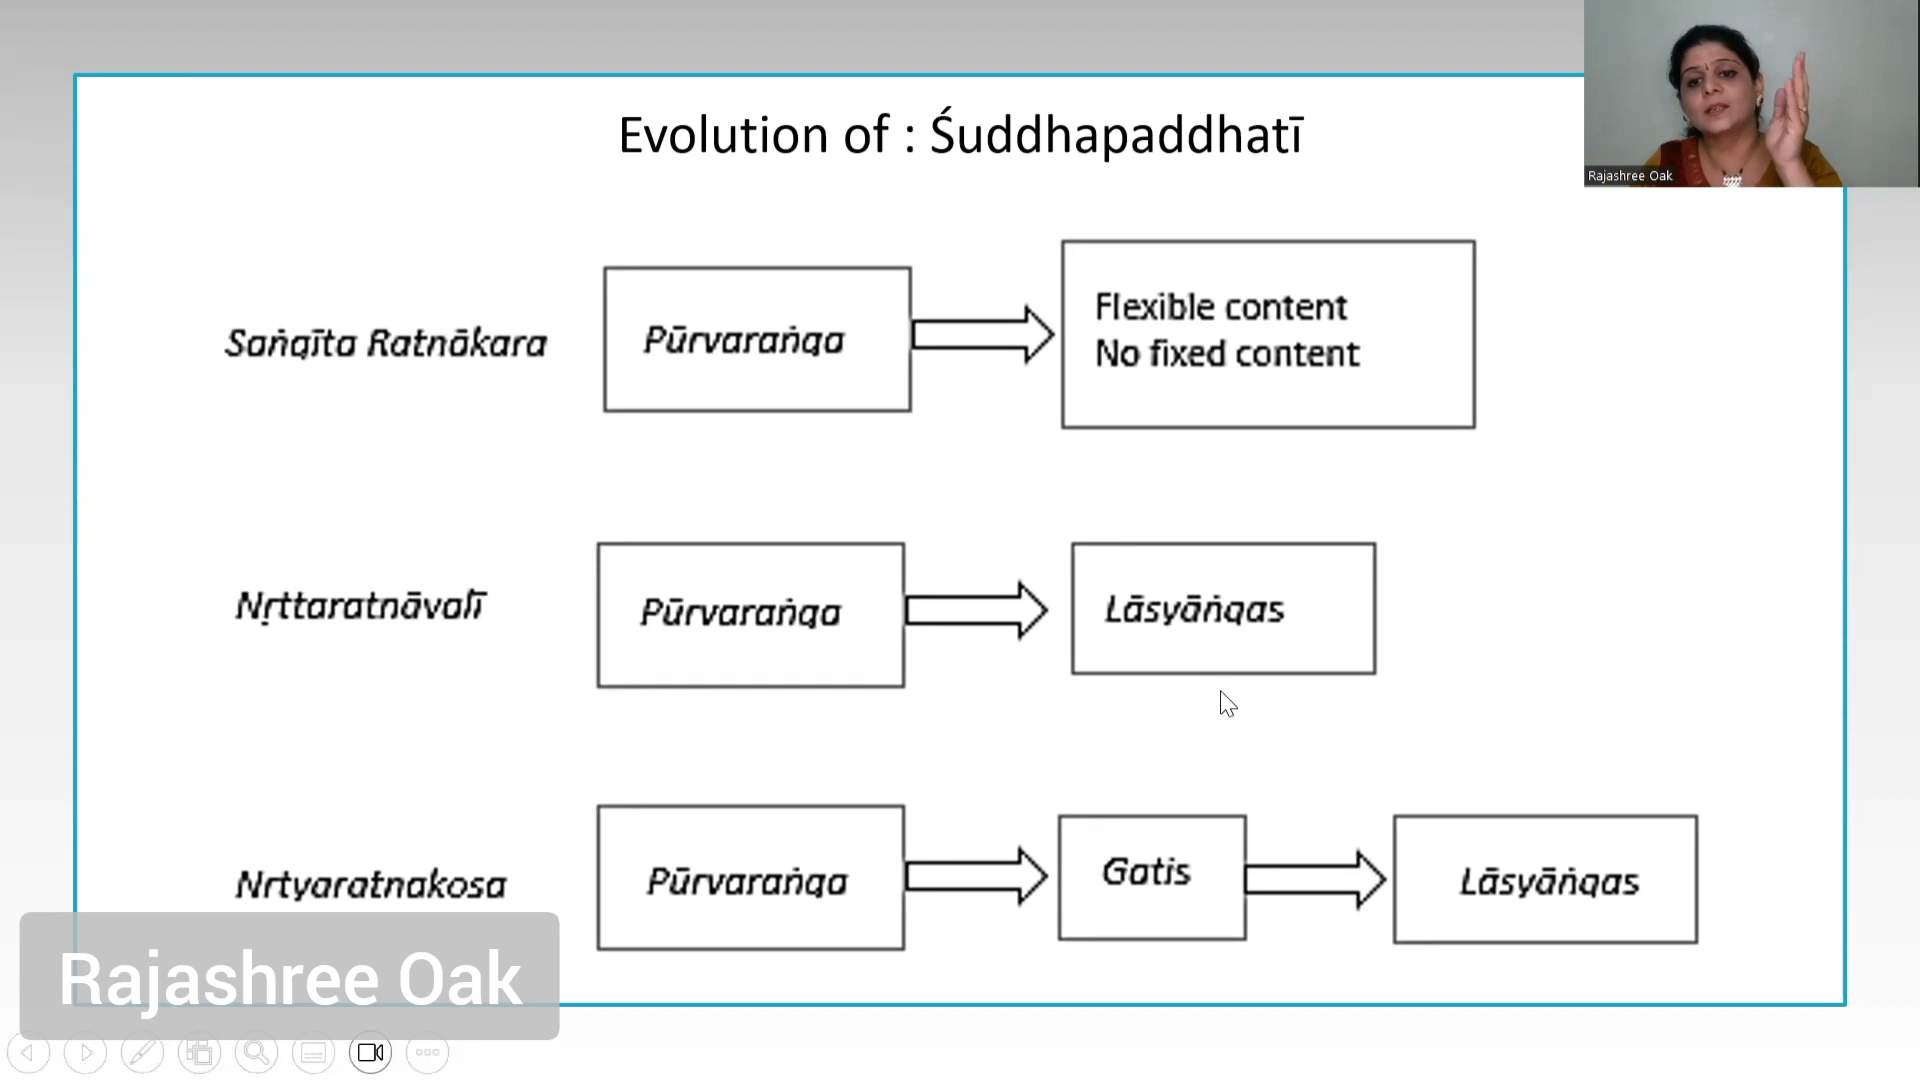 Evolution of : Śuddhapaddhatī
Rajashree Oak
Saṅgīta Ratnākara
Pūrvaraṅga
Flexible content
No fixed content
Nṛttaratnāvalī
Pūrvaraṅga
Lāsyāṅgas
Nrtyaratnakosa
Pūrvaraṅga
Gatis
Lāsyāṅgas
Rajashree Oak